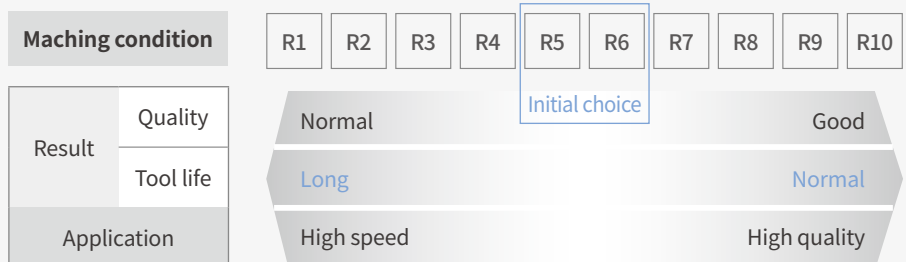 Maching condition R1 R2 R3 R4 R5 R6 R7 R8 R9 R10
Initial choice
Result Quality Normal Good
Tool life Long Normal
Application High speed High quality